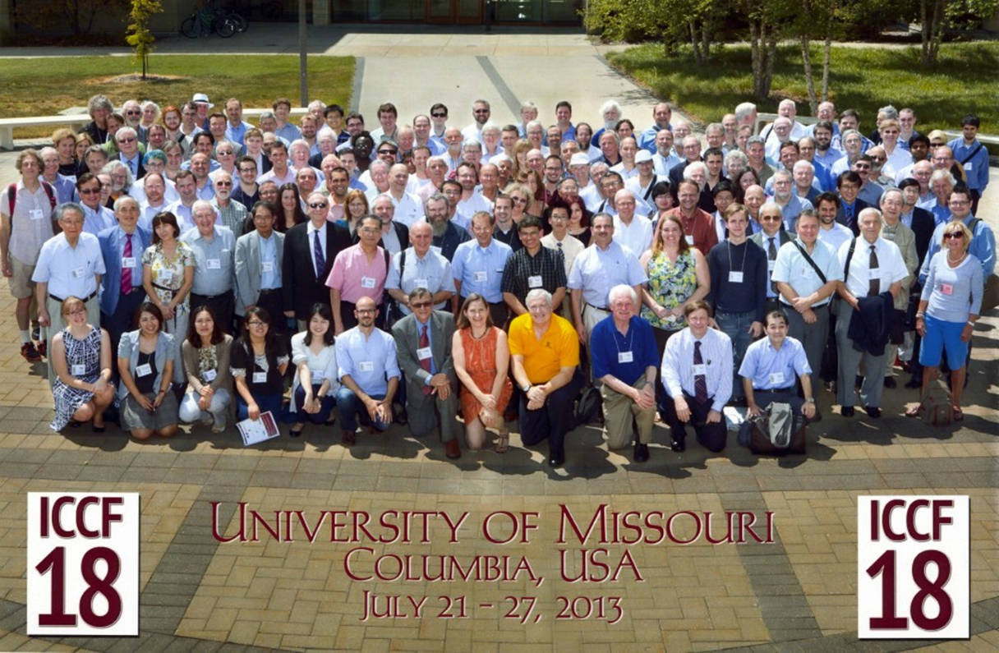 ICCF
18
University of Missouri
Columbia, USA
July 21 - 27, 2013
ICCF
18